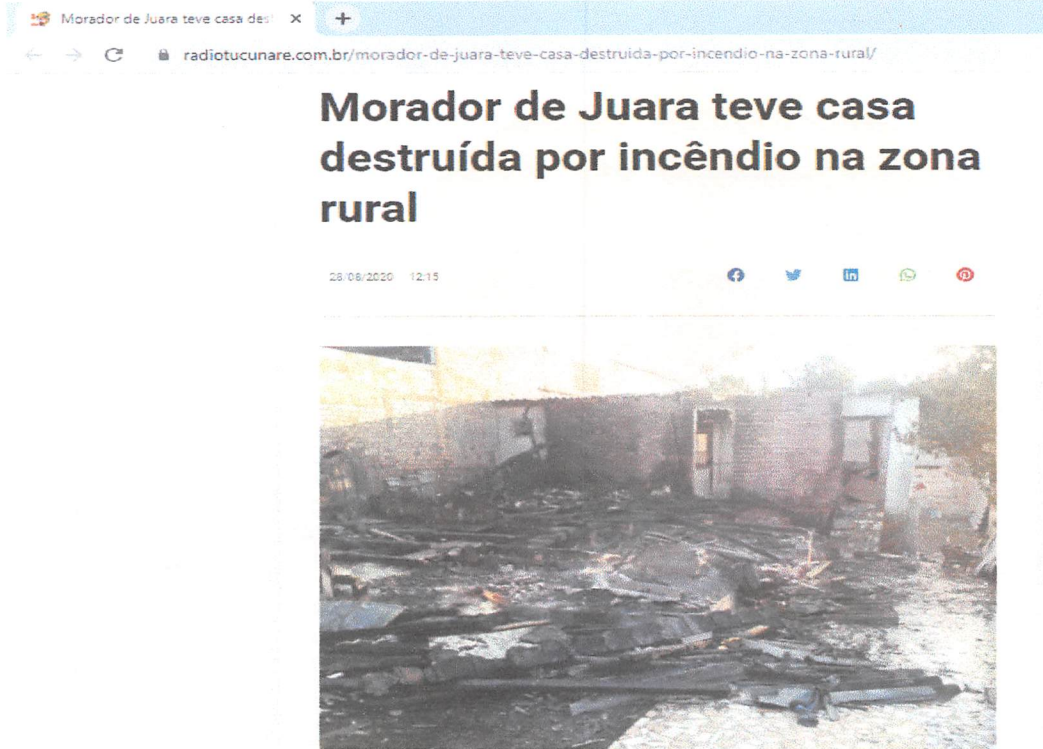 Morador de Juara teve casa des
radiotucunare.com.br/morador-de-juara-teve-casa-destruida-por-incendio-na-zona-rural/
Morador de Juara teve casa
destruída por incêndio na zona
rural
28/08/2020 12:15